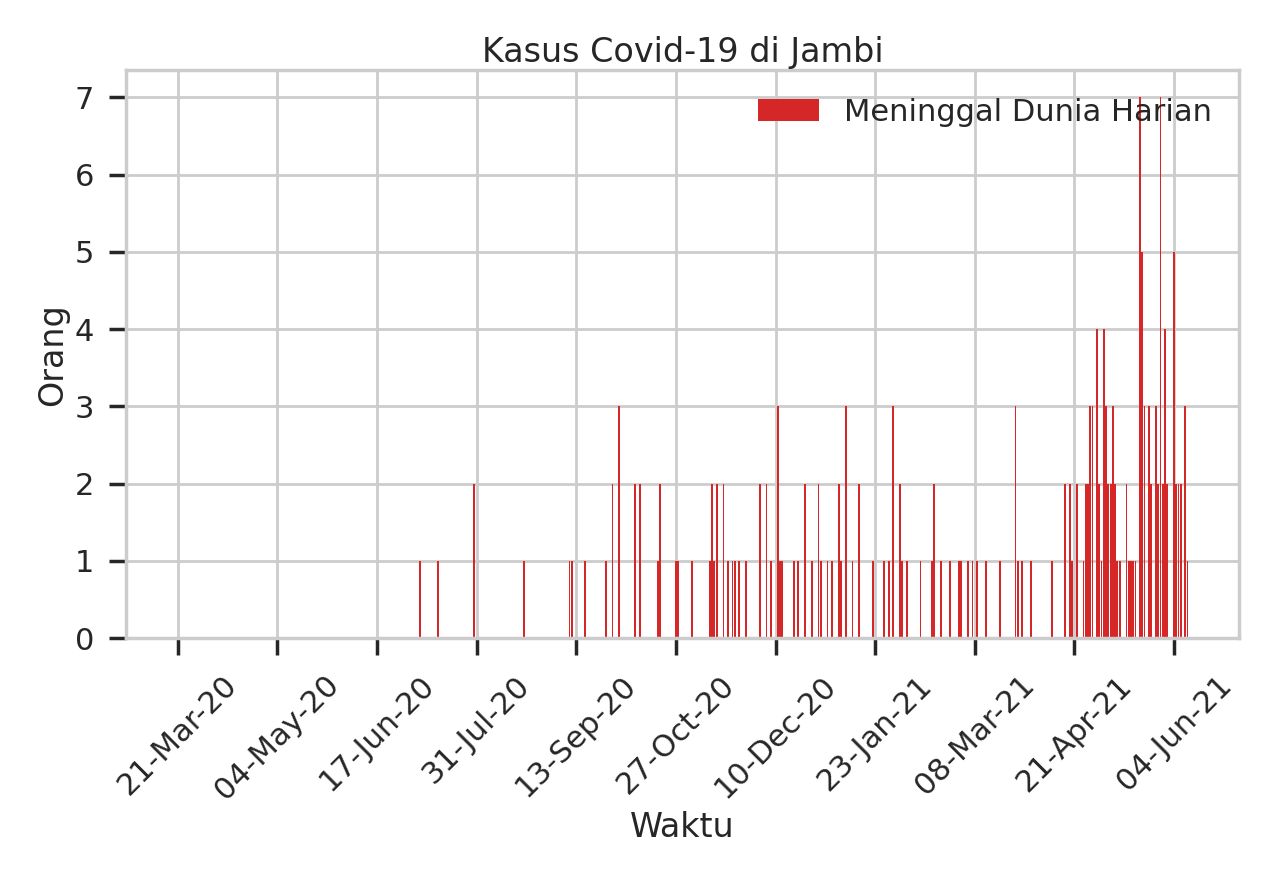 Kasus Covid-19 di Jambi
Meninggal Dunia Harian
Orang
7
6
5
4
3
2
1
0
21-Mar-20
04-May-20
17-Jun-20
31-Jul-20
13-Sep-20
27-Oct-20
10-Dec-20
23-Jan-21
08-Mar-21
21-Apr-21
04-Jun-21
Waktu